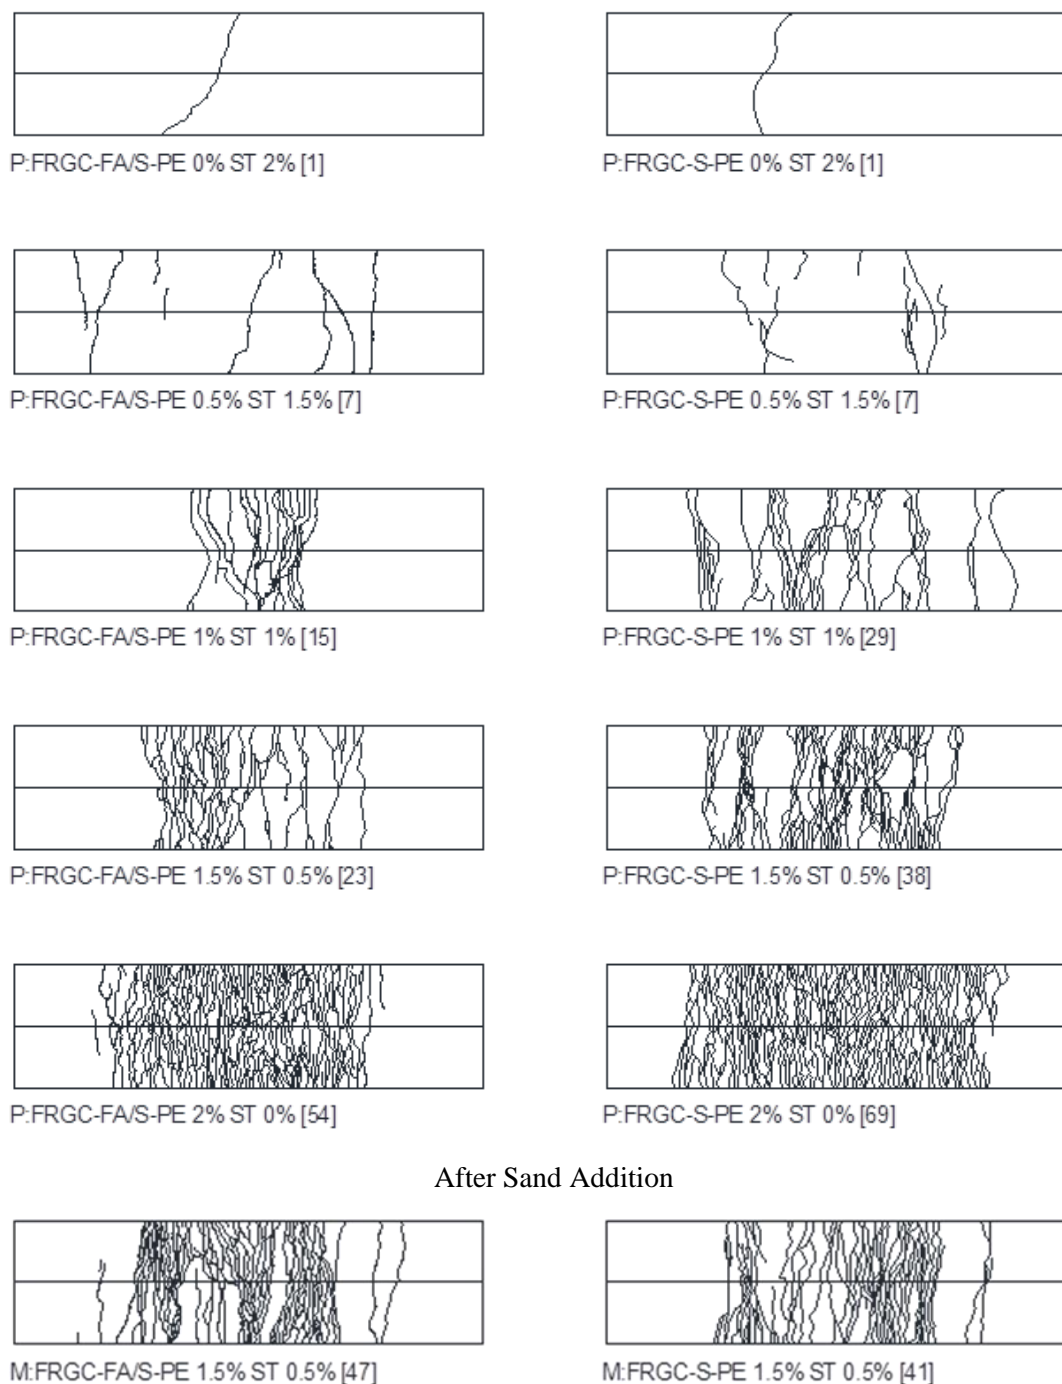 P:FRGC-FA/S-PE 0% ST 2% [1]
P:FRGC-S-PE 0% ST 2% [1]
P:FRGC-FA/S-PE 0.5% ST 1.5% [7]
P:FRGC-S-PE 0.5% ST 1.5% [7]
P:FRGC-FA/S-PE 1% ST 1% [15]
P:FRGC-S-PE 1% ST 1% [29]
P:FRGC-FA/S-PE 1.5% ST 0.5% [23]
P:FRGC-S-PE 1.5% ST 0.5% [38]
P:FRGC-FA/S-PE 2% ST 0% [54]
P:FRGC-S-PE 2% ST 0% [69]
After Sand Addition
M:FRGC-FA/S-PE 1.5% ST 0.5% [47]
M:FRGC-S-PE 1.5% ST 0.5% [41]